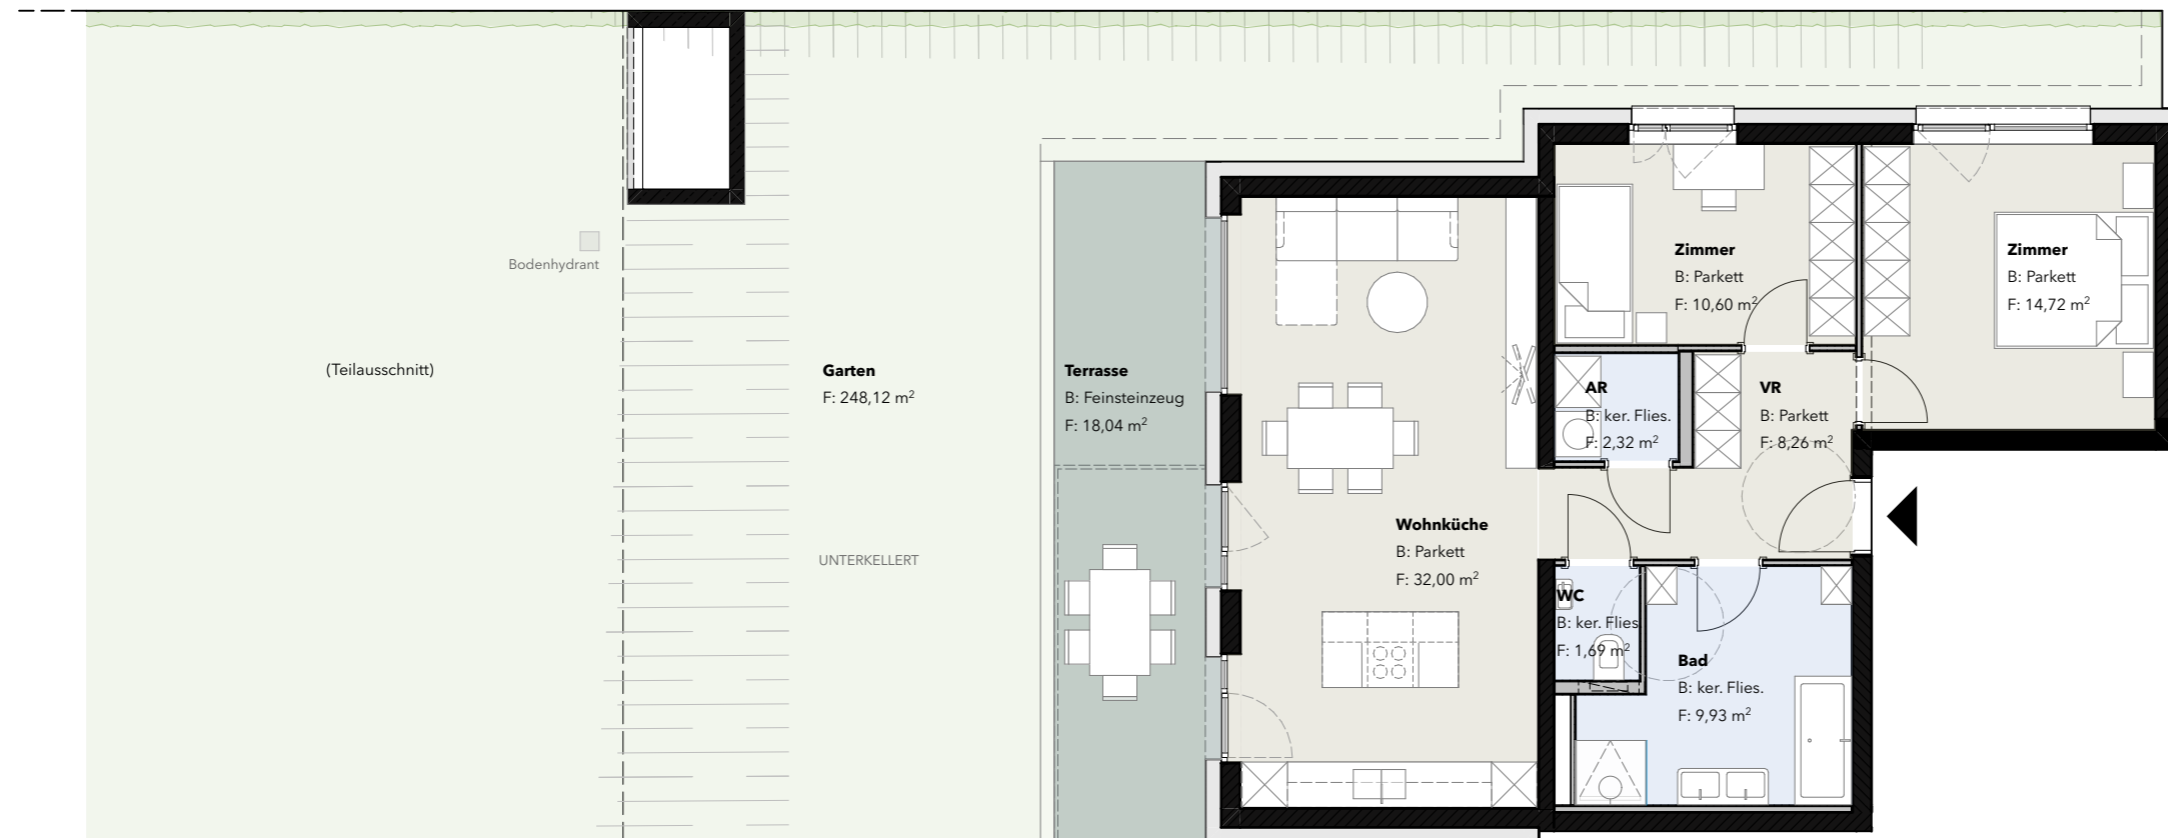 Bodenhydrant
(Teilausschnitt)
Garten
F: 248,12 m²
UNTERKELLERT
Terrasse
B: Feinsteinzeug
F: 18,04 m²
Wohnküche
B: Parkett
F: 32,00 m²
Zimmer
B: Parkett
F: 10,60 m²
Zimmer
B: Parkett
F: 14,72 m²
AR
B: ker. Flies.
F: 2,32 m²
VR
B: Parkett
F: 8,26 m²
WC
B: ker. Flies
F: 1,69 m²
Bad
B: ker. Flies.
F: 9,93 m²